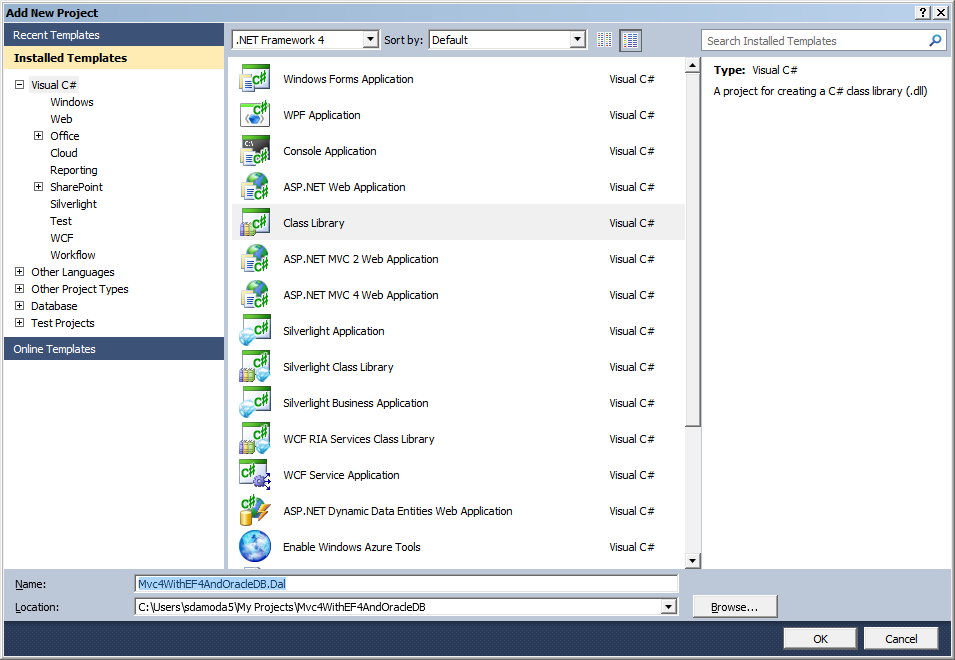 Add New Project
Recent Templates
Installed Templates
Visual C#
Windows
Web
Office
Cloud
Reporting
SharePoint
Silverlight
Test
WCF
Workflow
Other Languages
Other Project Types
Database
Test Projects
Online Templates
.NET Framework 4 Sort by: Default
Windows Forms Application Visual C#
WPF Application Visual C#
Console Application Visual C#
ASP.NET Web Application Visual C#
Class Library Visual C#
ASP.NET MVC 2 Web Application Visual C#
ASP.NET MVC 4 Web Application Visual C#
Silverlight Application Visual C#
Silverlight Class Library Visual C#
Silverlight Business Application Visual C#
WCF RIA Services Class Library Visual C#
WCF Service Application Visual C#
ASP.NET Dynamic Data Entities Web Application Visual C#
Enable Windows Azure Tools Visual C#
Search Installed Templates
Type: Visual C#
A project for creating a C# class library (.dll)
Name: Mvc4WithEF4AndOracleDB.Dal
Location: C:\Users\sdamoda5\My Projects\Mvc4WithEF4AndOracleDB Browse...
OK Cancel